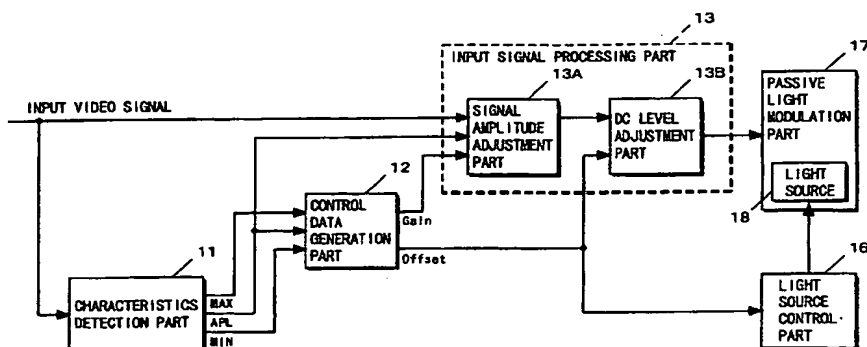 13
INPUT SIGNAL PROCESSING PART
13A
13B
17
INPUT VIDEO SIGNAL
SIGNAL
AMPLITUDE
ADJUSTMENT
PART
DC LEVEL
ADJUSTMENT
PART
PASSIVE
LIGHT
MODULATION
PART
LIGHT
SOURCE
18
12
CONTROL
DATA
GENERATION
PART
Gain
Offset
11
CHARACTERISTICS
DETECTION PART
MAX
APL
MIN
16
LIGHT
SOURCE
CONTROL·
PART